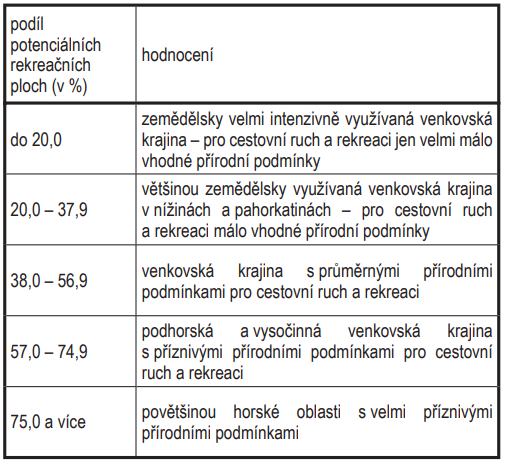 podíl
potenciálních
rekreačních
ploch (v %)
hodnocení
do 20,0
zemědělsky velmi intenzivně využívaná venkovská
krajina – pro cestovní ruch a rekreaci jen velmi málo
vhodné přírodní podmínky
20,0 – 37,9
většinou zemědělsky využívaná venkovská krajina
v nížinách a pahorkatinách – pro cestovní ruch
a rekreaci málo vhodné přírodní podmínky
38,0 – 56,9
venkovská krajina s průměrnými přírodními
podmínkami pro cestovní ruch a rekreaci
57,0 – 74,9
podhorská a vysočinná venkovská krajina
s příznivými přírodními podmínkami pro cestovní
ruch a rekreaci
75,0 a více
povětšinou horské oblasti s velmi příznivými
přírodními podmínkami